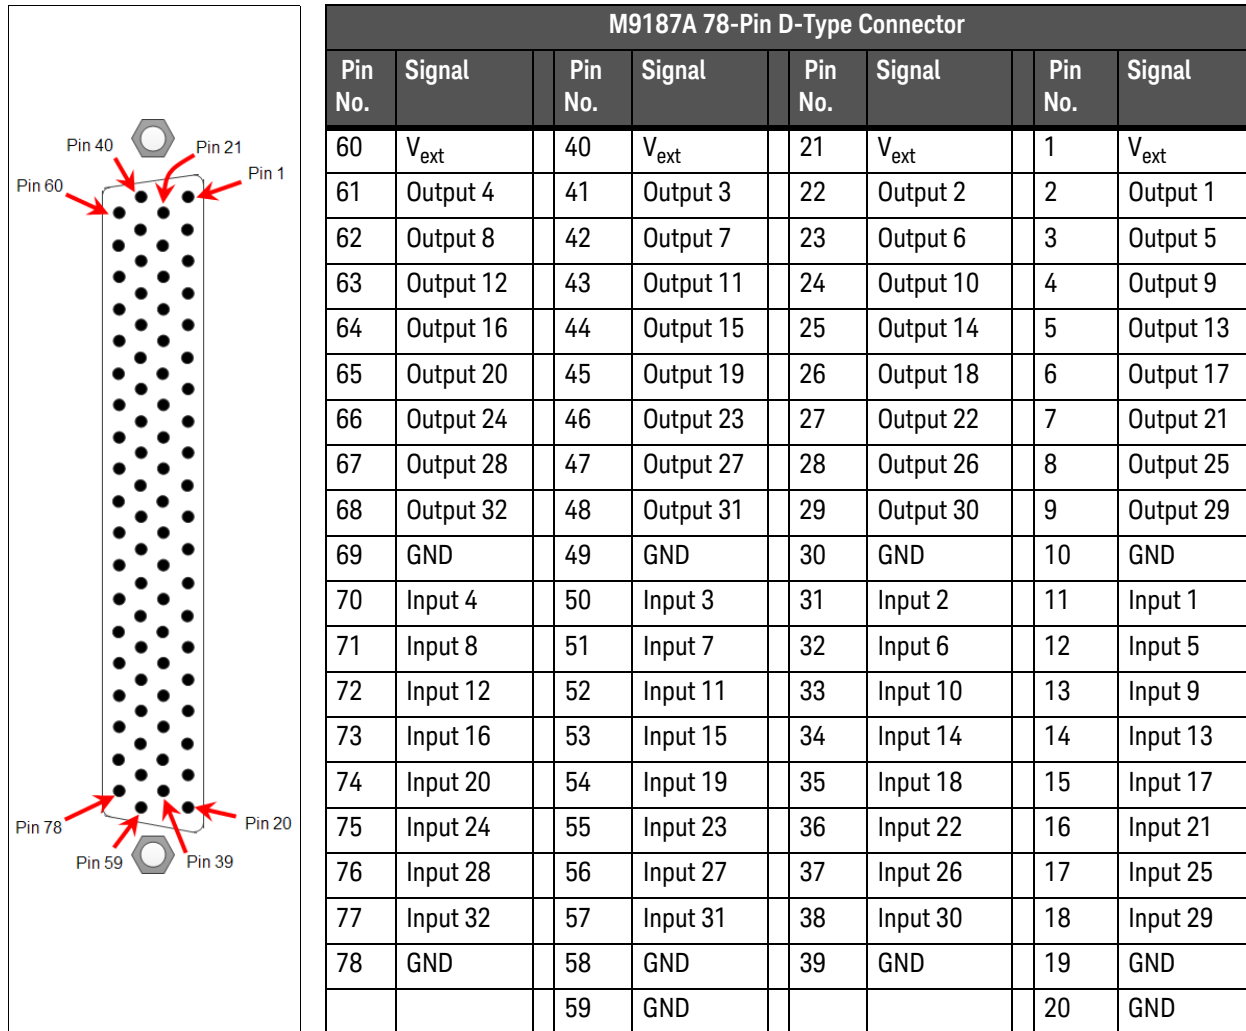 Pin 40
Pin 21
Pin 1
Pin 60
Pin 78
Pin 20
Pin 59
Pin 39
M9187A 78-Pin D-Type Connector
Pin No. Signal Pin No. Signal Pin No. Signal Pin No. Signal
60 Vext 40 Vext 21 Vext 1 Vext
61 Output 4 41 Output 3 22 Output 2 2 Output 1
62 Output 8 42 Output 7 23 Output 6 3 Output 5
63 Output 12 43 Output 11 24 Output 10 4 Output 9
64 Output 16 44 Output 15 25 Output 14 5 Output 13
65 Output 20 45 Output 19 26 Output 18 6 Output 17
66 Output 24 46 Output 23 27 Output 22 7 Output 21
67 Output 28 47 Output 27 28 Output 26 8 Output 25
68 Output 32 48 Output 31 29 Output 30 9 Output 29
69 GND 49 GND 30 GND 10 GND
70 Input 4 50 Input 3 31 Input 2 11 Input 1
71 Input 8 51 Input 7 32 Input 6 12 Input 5
72 Input 12 52 Input 11 33 Input 10 13 Input 9
73 Input 16 53 Input 15 34 Input 14 14 Input 13
74 Input 20 54 Input 19 35 Input 18 15 Input 17
75 Input 24 55 Input 23 36 Input 22 16 Input 21
76 Input 28 56 Input 27 37 Input 26 17 Input 25
77 Input 32 57 Input 31 38 Input 30 18 Input 29
78 GND 58 GND 39 GND 19 GND
59 GND 20 GND